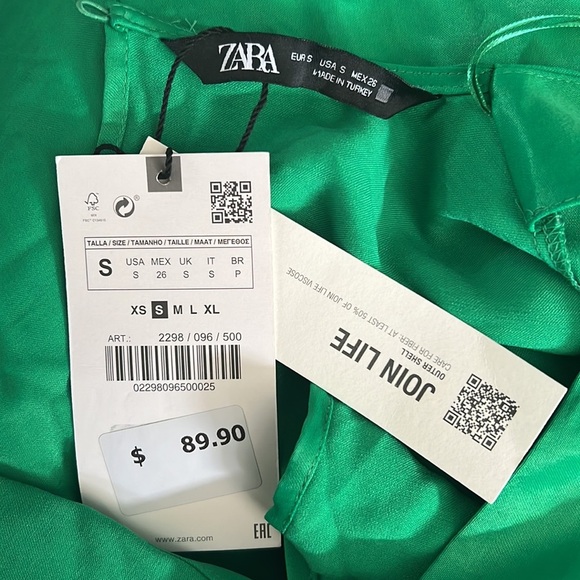 ZARA
EUR S USA S MEX 26
MADE IN TURKEY
FSC
MIX
TALLA / SIZE / TAMANHO / TAILLE / MAAT / ΜΕΓΕΘΟΣ
S USA MEX UK IT BR
S 26 S S P
XS S M L XL
ART.: 2298 / 096 / 500
02298096500025
$ 89.90
www.zara.com
EAC
JOIN LIFE
OUTER SHELL
CARE FOR FIBER: AT LEAST 50% OF JOIN LIFE VISCOSE